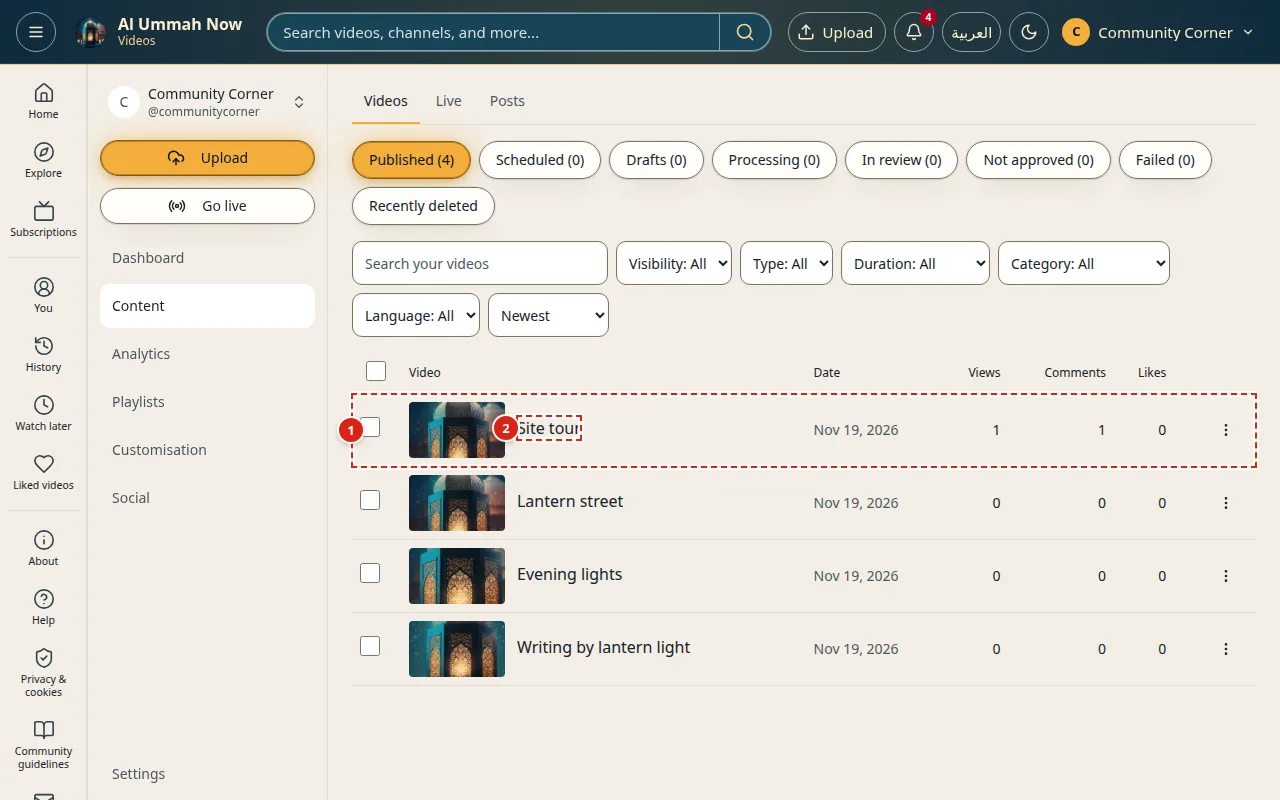 Al Ummah Now
Videos
Search videos, channels, and more...
Upload
4
العربية
C
Community Corner
Home
Explore
Subscriptions
You
History
Watch later
Liked videos
About
Help
Privacy &
cookies
Community
guidelines
C
Community Corner
@communitycorner
Upload
Go live
Dashboard
Content
Analytics
Playlists
Customisation
Social
Settings
Videos Live Posts
Published (4) Scheduled (0) Drafts (0) Processing (0) In review (0) Not approved (0) Failed (0)
Recently deleted
Search your videos Visibility: All Type: All Duration: All Category: All
Language: All Newest
Video Date Views Comments Likes
1 2 Site tour Nov 19, 2026 1 1 0
Lantern street Nov 19, 2026 0 0 0
Evening lights Nov 19, 2026 0 0 0
Writing by lantern light Nov 19, 2026 0 0 0